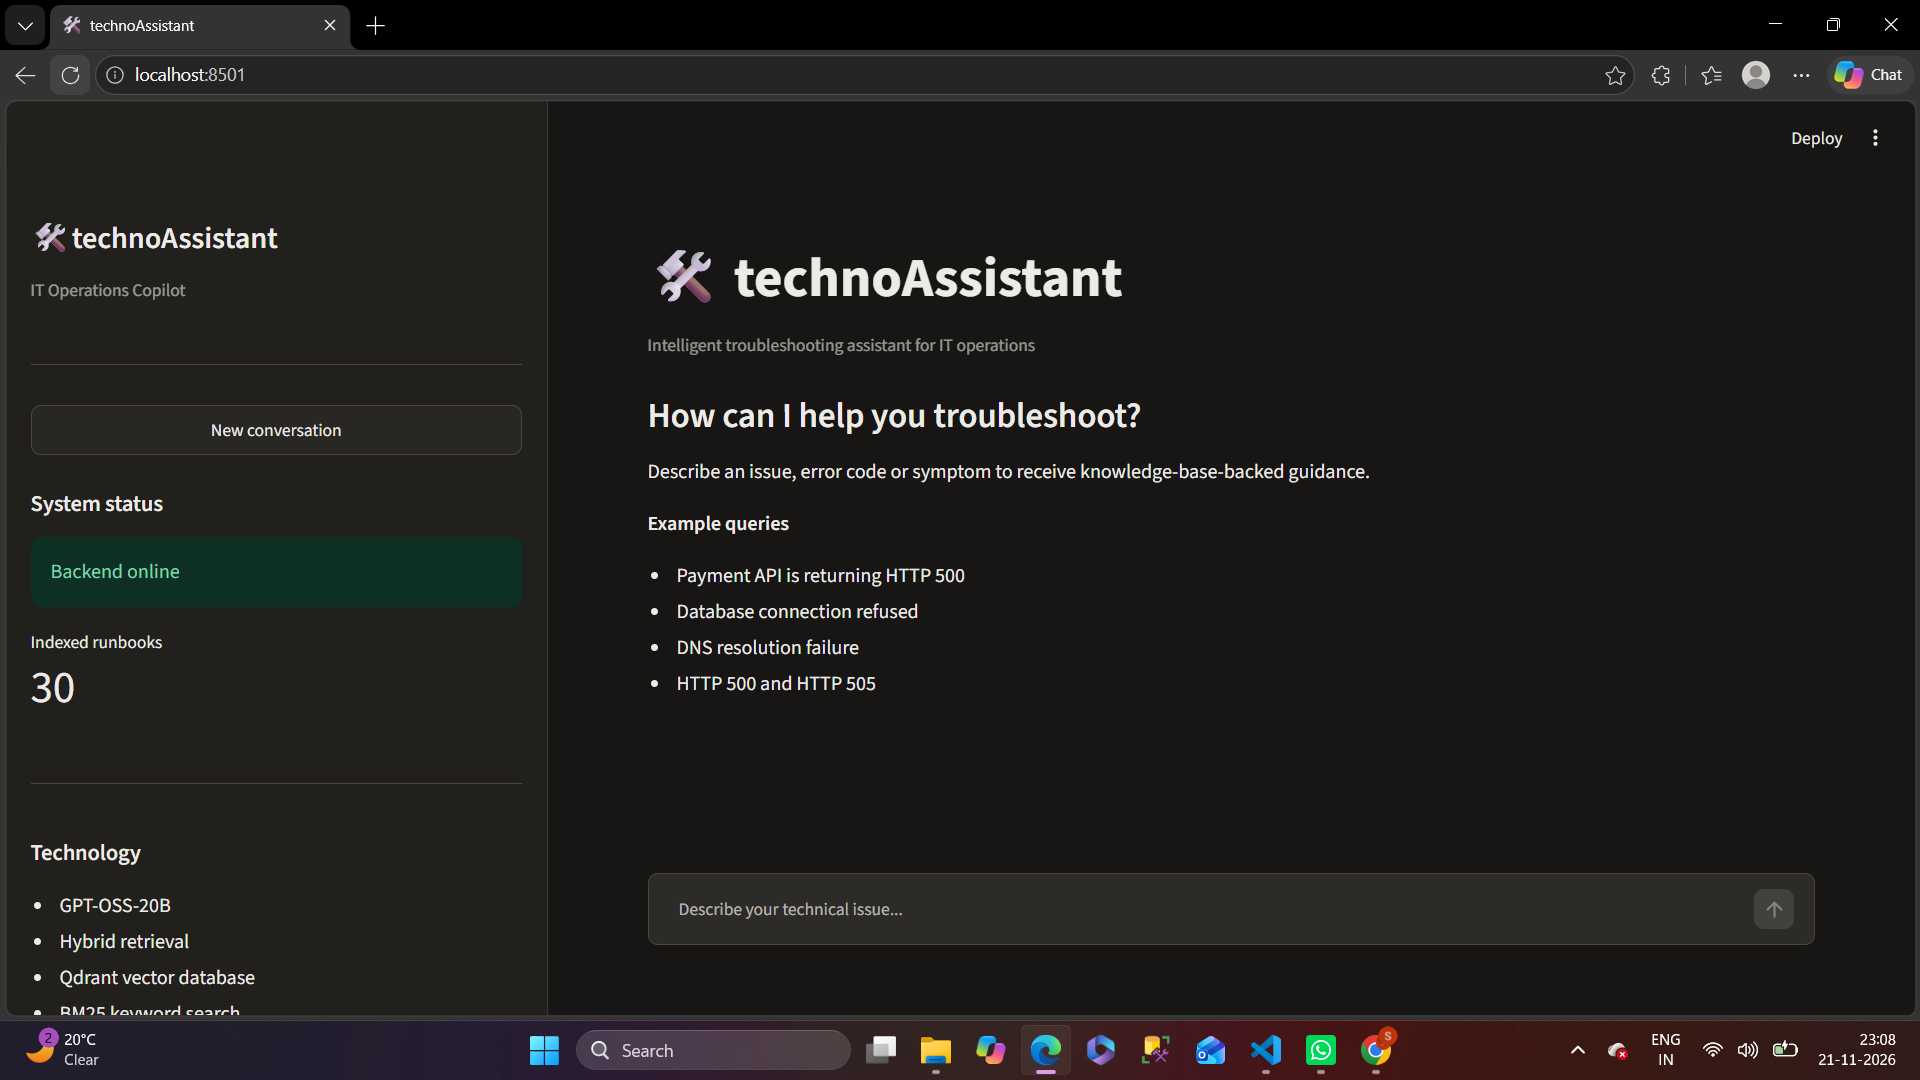 technoAssistant
localhost:8501
Chat
Deploy
technoAssistant
IT Operations Copilot
New conversation
System status
Backend online
Indexed runbooks
30
Technology
GPT-OSS-20B
Hybrid retrieval
Qdrant vector database
BM25 keyword search
technoAssistant
Intelligent troubleshooting assistant for IT operations
How can I help you troubleshoot?
Describe an issue, error code or symptom to receive knowledge-base-backed guidance.
Example queries
Payment API is returning HTTP 500
Database connection refused
DNS resolution failure
HTTP 500 and HTTP 505
Describe your technical issue...
2
20°C
Clear
Search
S
ENG
IN
23:08
21-11-2026